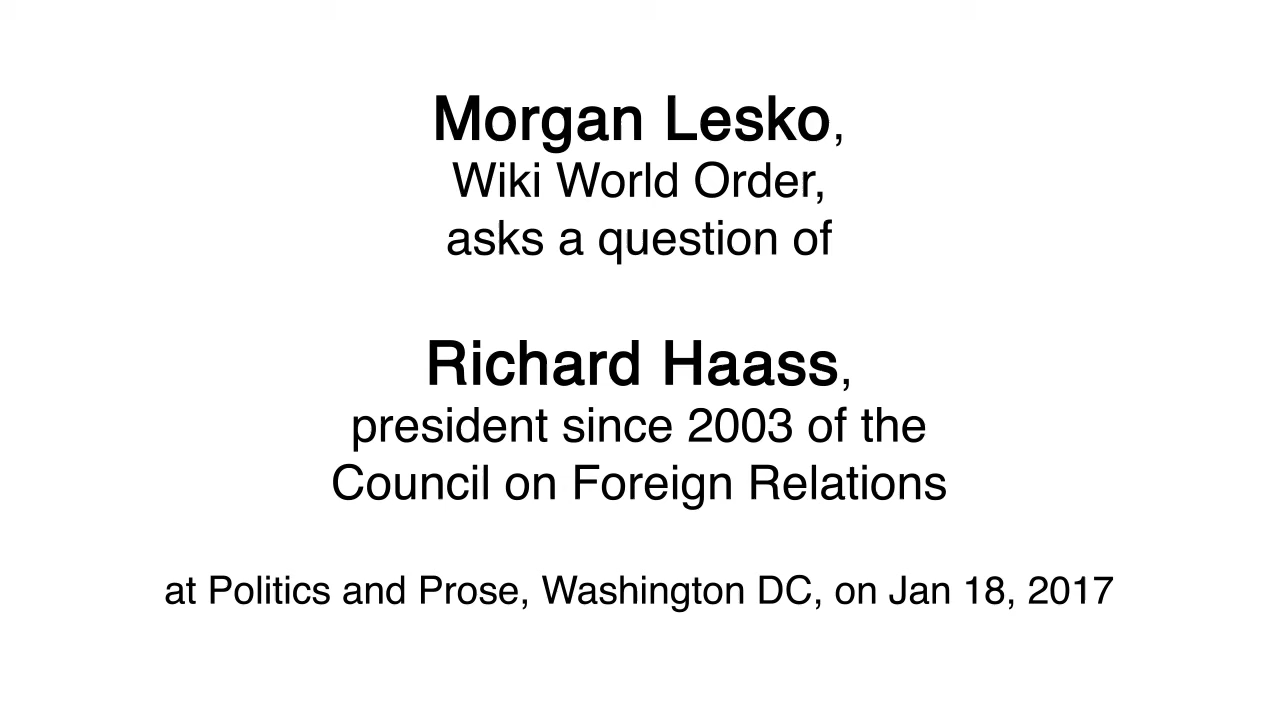 Morgan Lesko,
Wiki World Order,
asks a question of
Richard Haass,
president since 2003 of the
Council on Foreign Relations
at Politics and Prose, Washington DC, on Jan 18, 2017